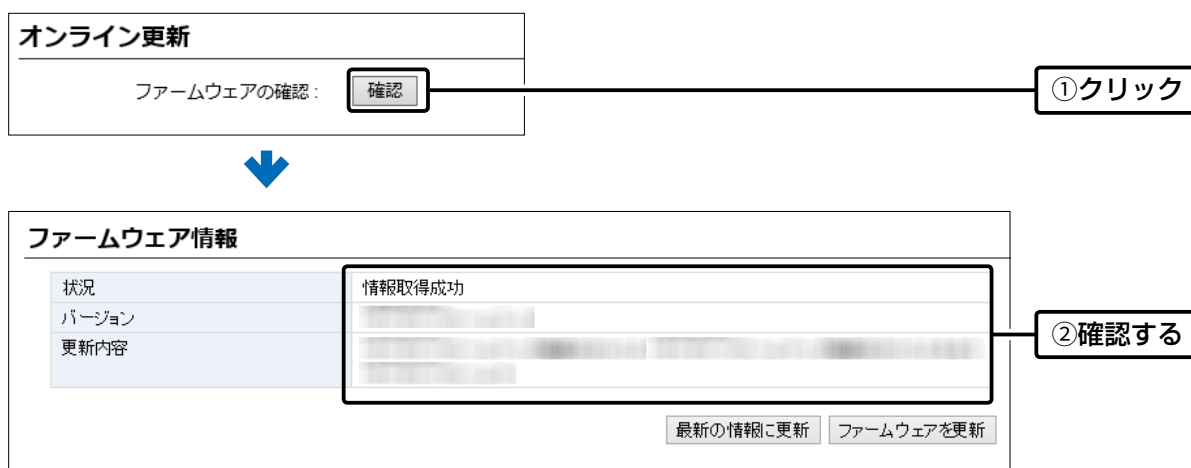 オンライン更新
ファームウェアの確認： 確認
①クリック
ファームウェア情報
状況 情報取得成功
バージョン
更新内容
②確認する
最新の情報に更新 ファームウェアを更新